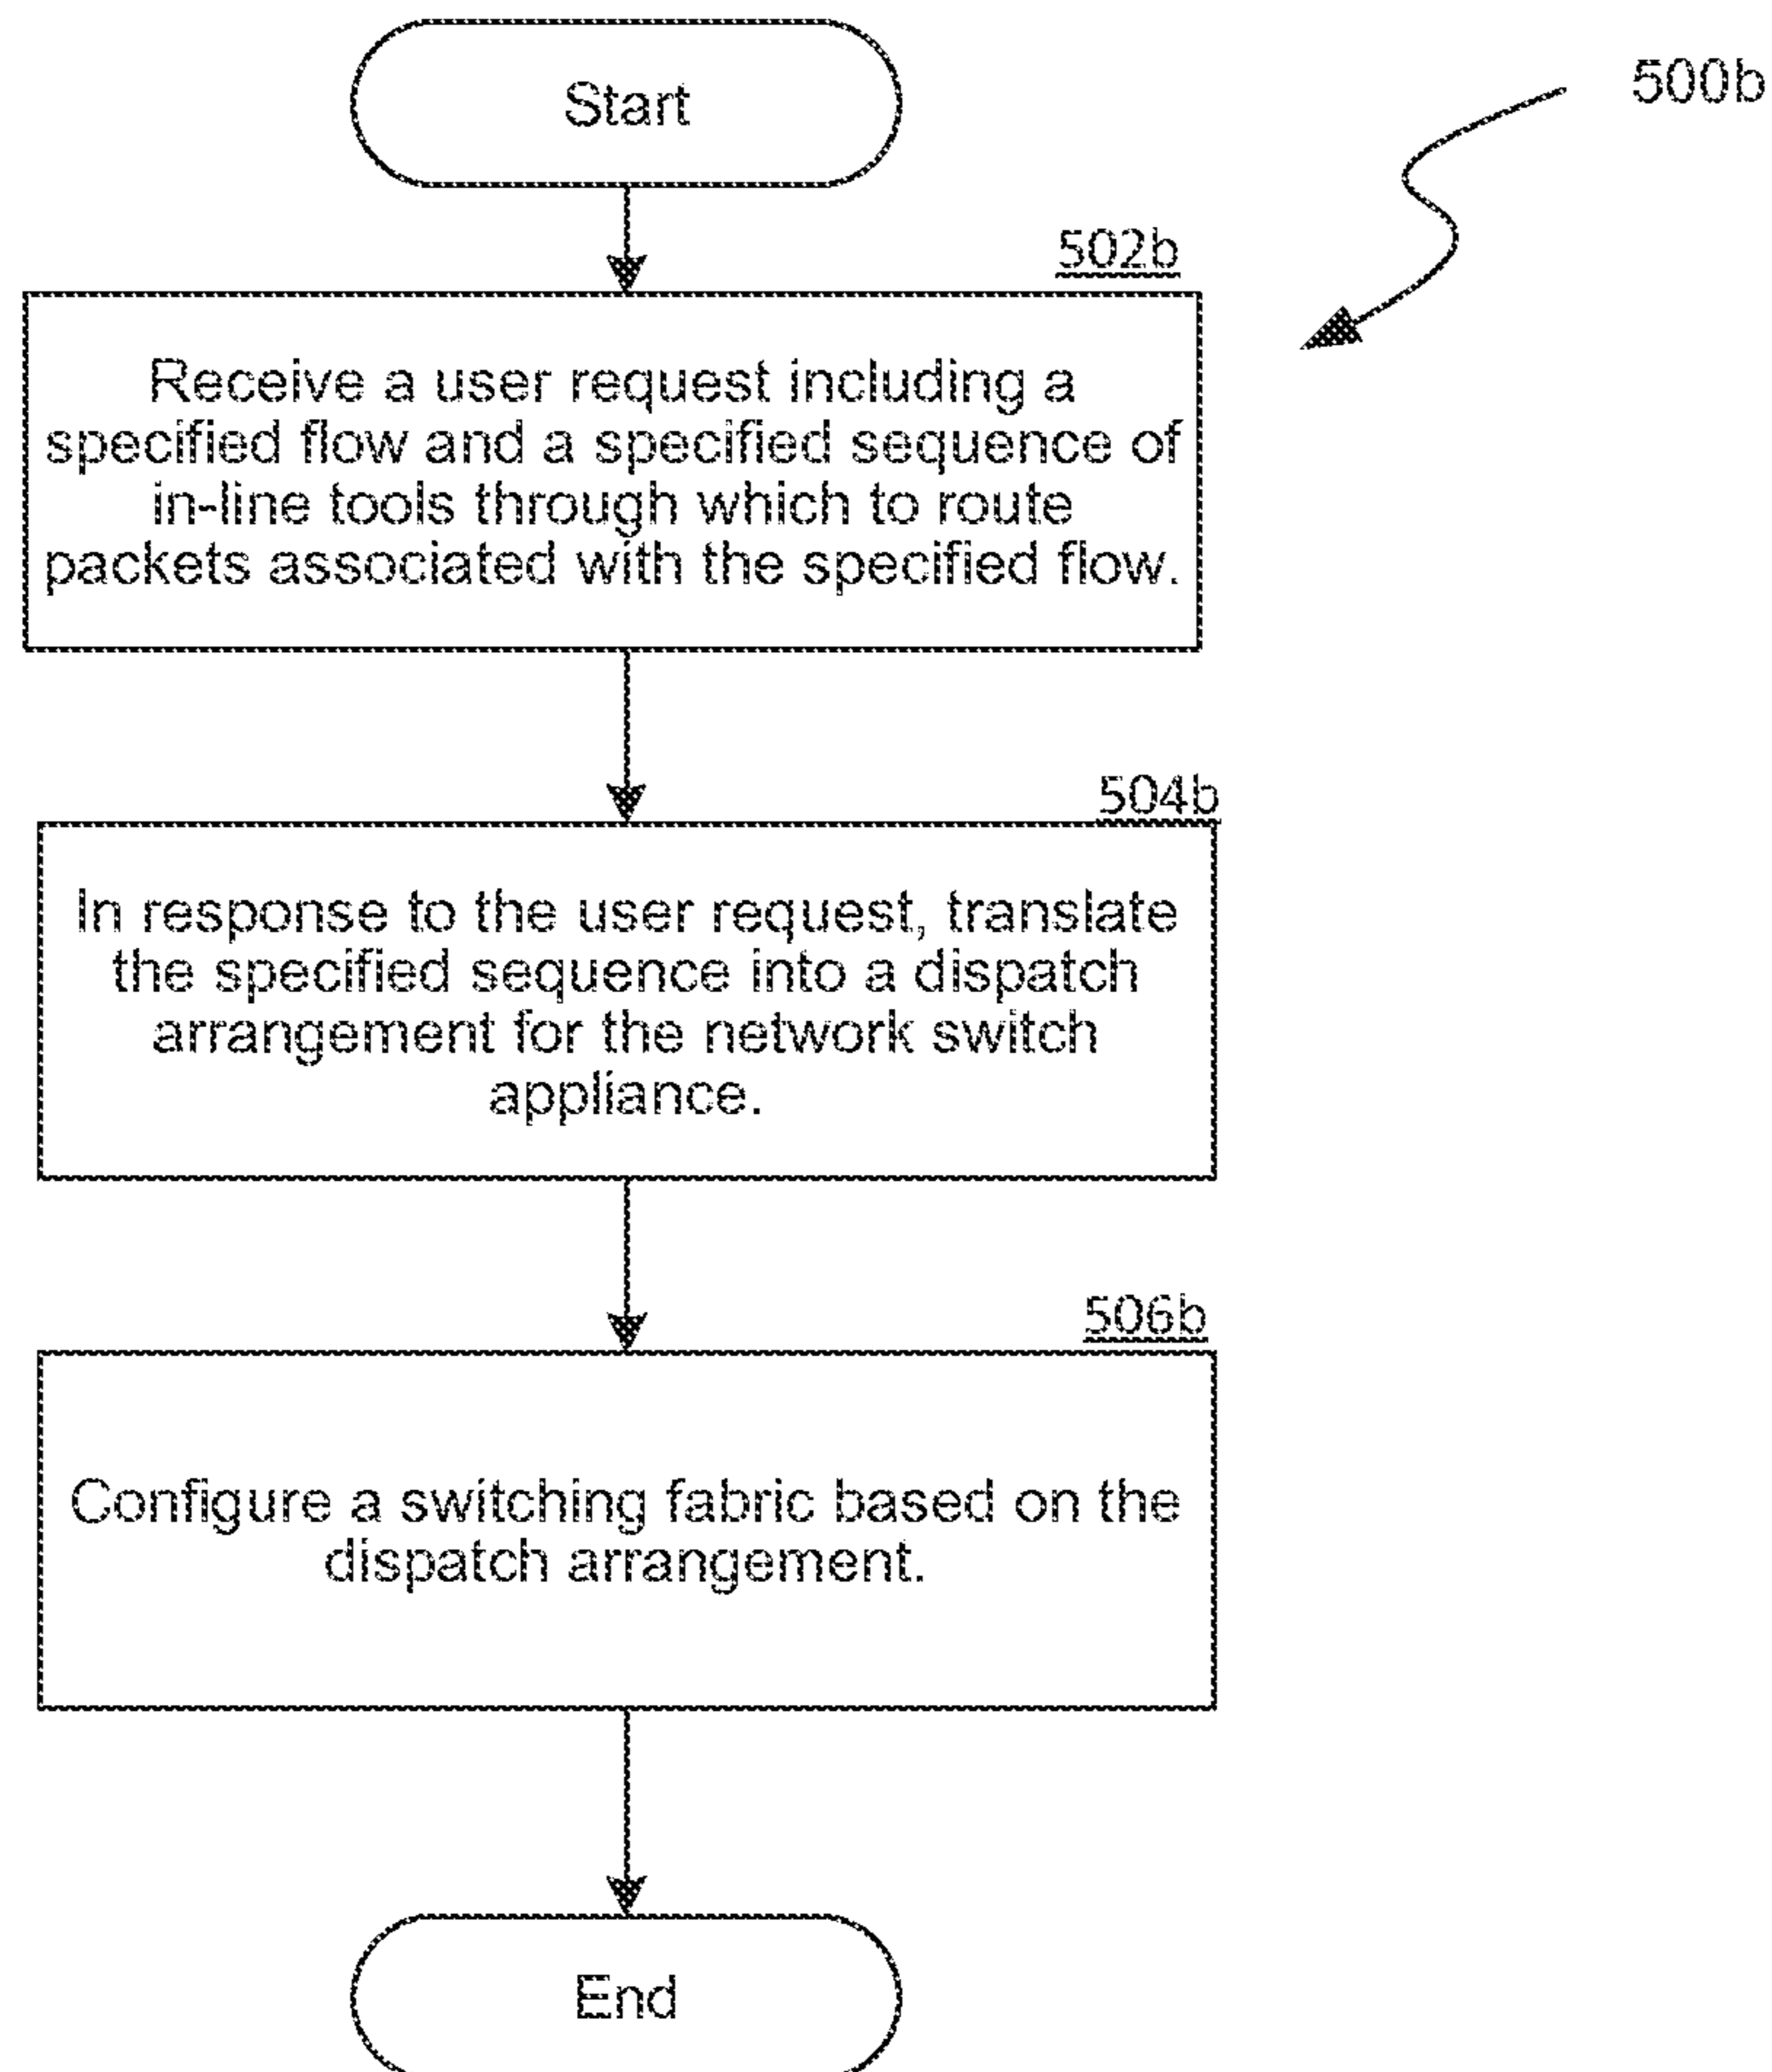 Start
500b
502b
Receive a user request including a
specified flow and a specified sequence of
in-line tools through which to route
packets associated with the specified flow.
504b
In response to the user request, translate
the specified sequence into a dispatch
arrangement for the network switch
appliance.
506b
Configure a switching fabric based on the
dispatch arrangement.
End